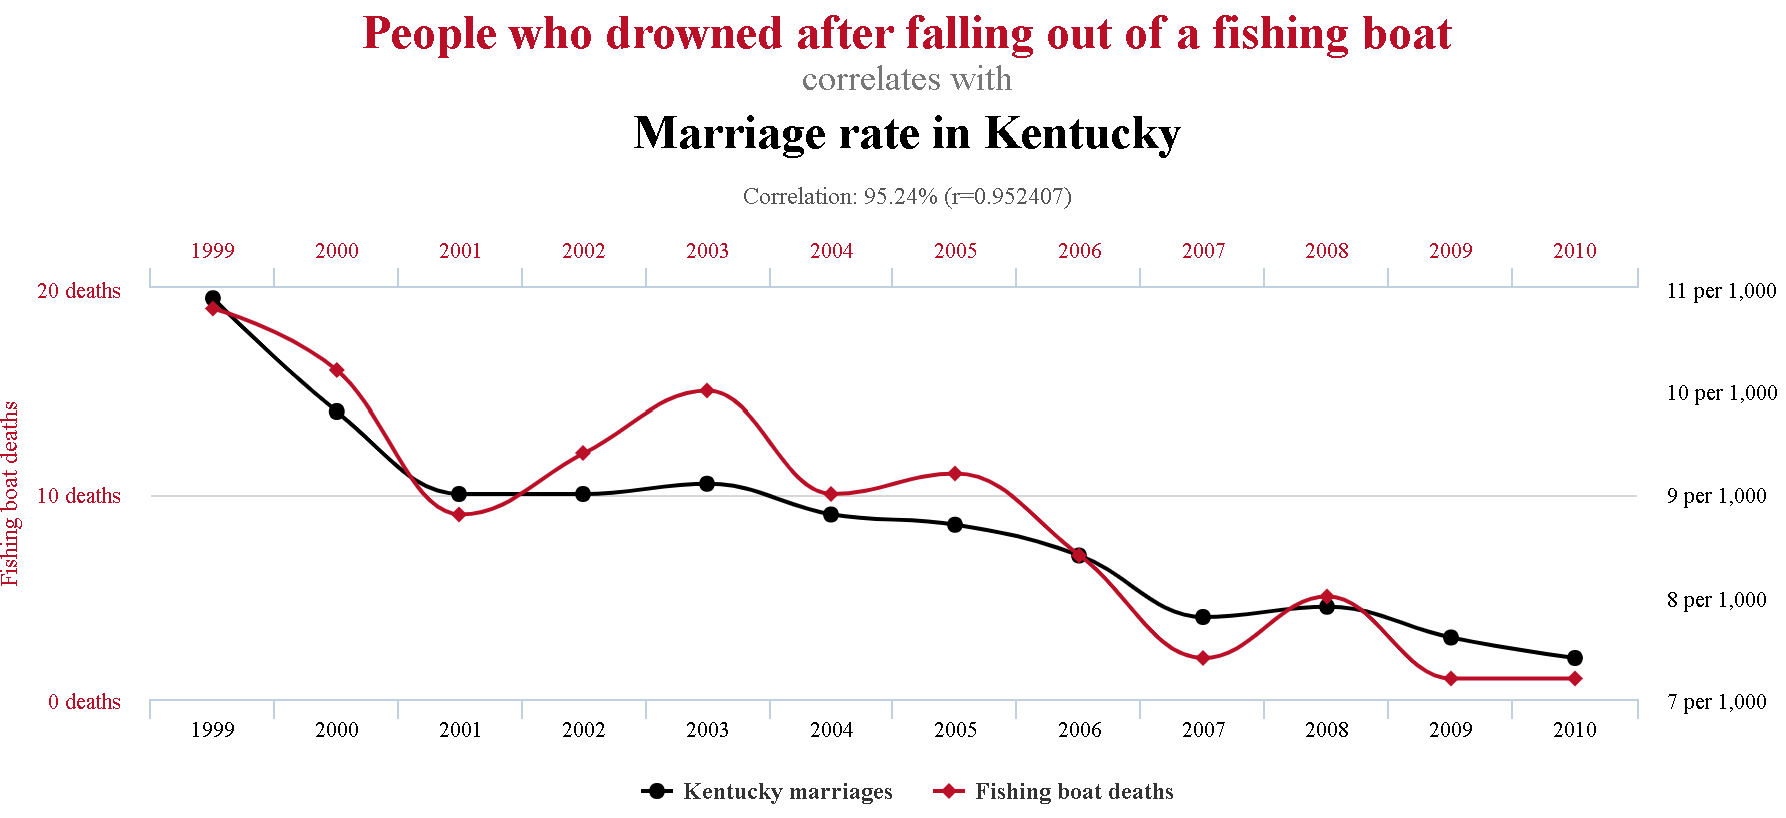 People who drowned after falling out of a fishing boat
correlates with
Marriage rate in Kentucky
Correlation: 95.24% (r=0.952407)
1999 2000 2001 2002 2003 2004 2005 2006 2007 2008 2009 2010
20 deaths
11 per 1,000
10 per 1,000
Fishing boat deaths
10 deaths
9 per 1,000
8 per 1,000
0 deaths
7 per 1,000
1999 2000 2001 2002 2003 2004 2005 2006 2007 2008 2009 2010
Kentucky marriages Fishing boat deaths